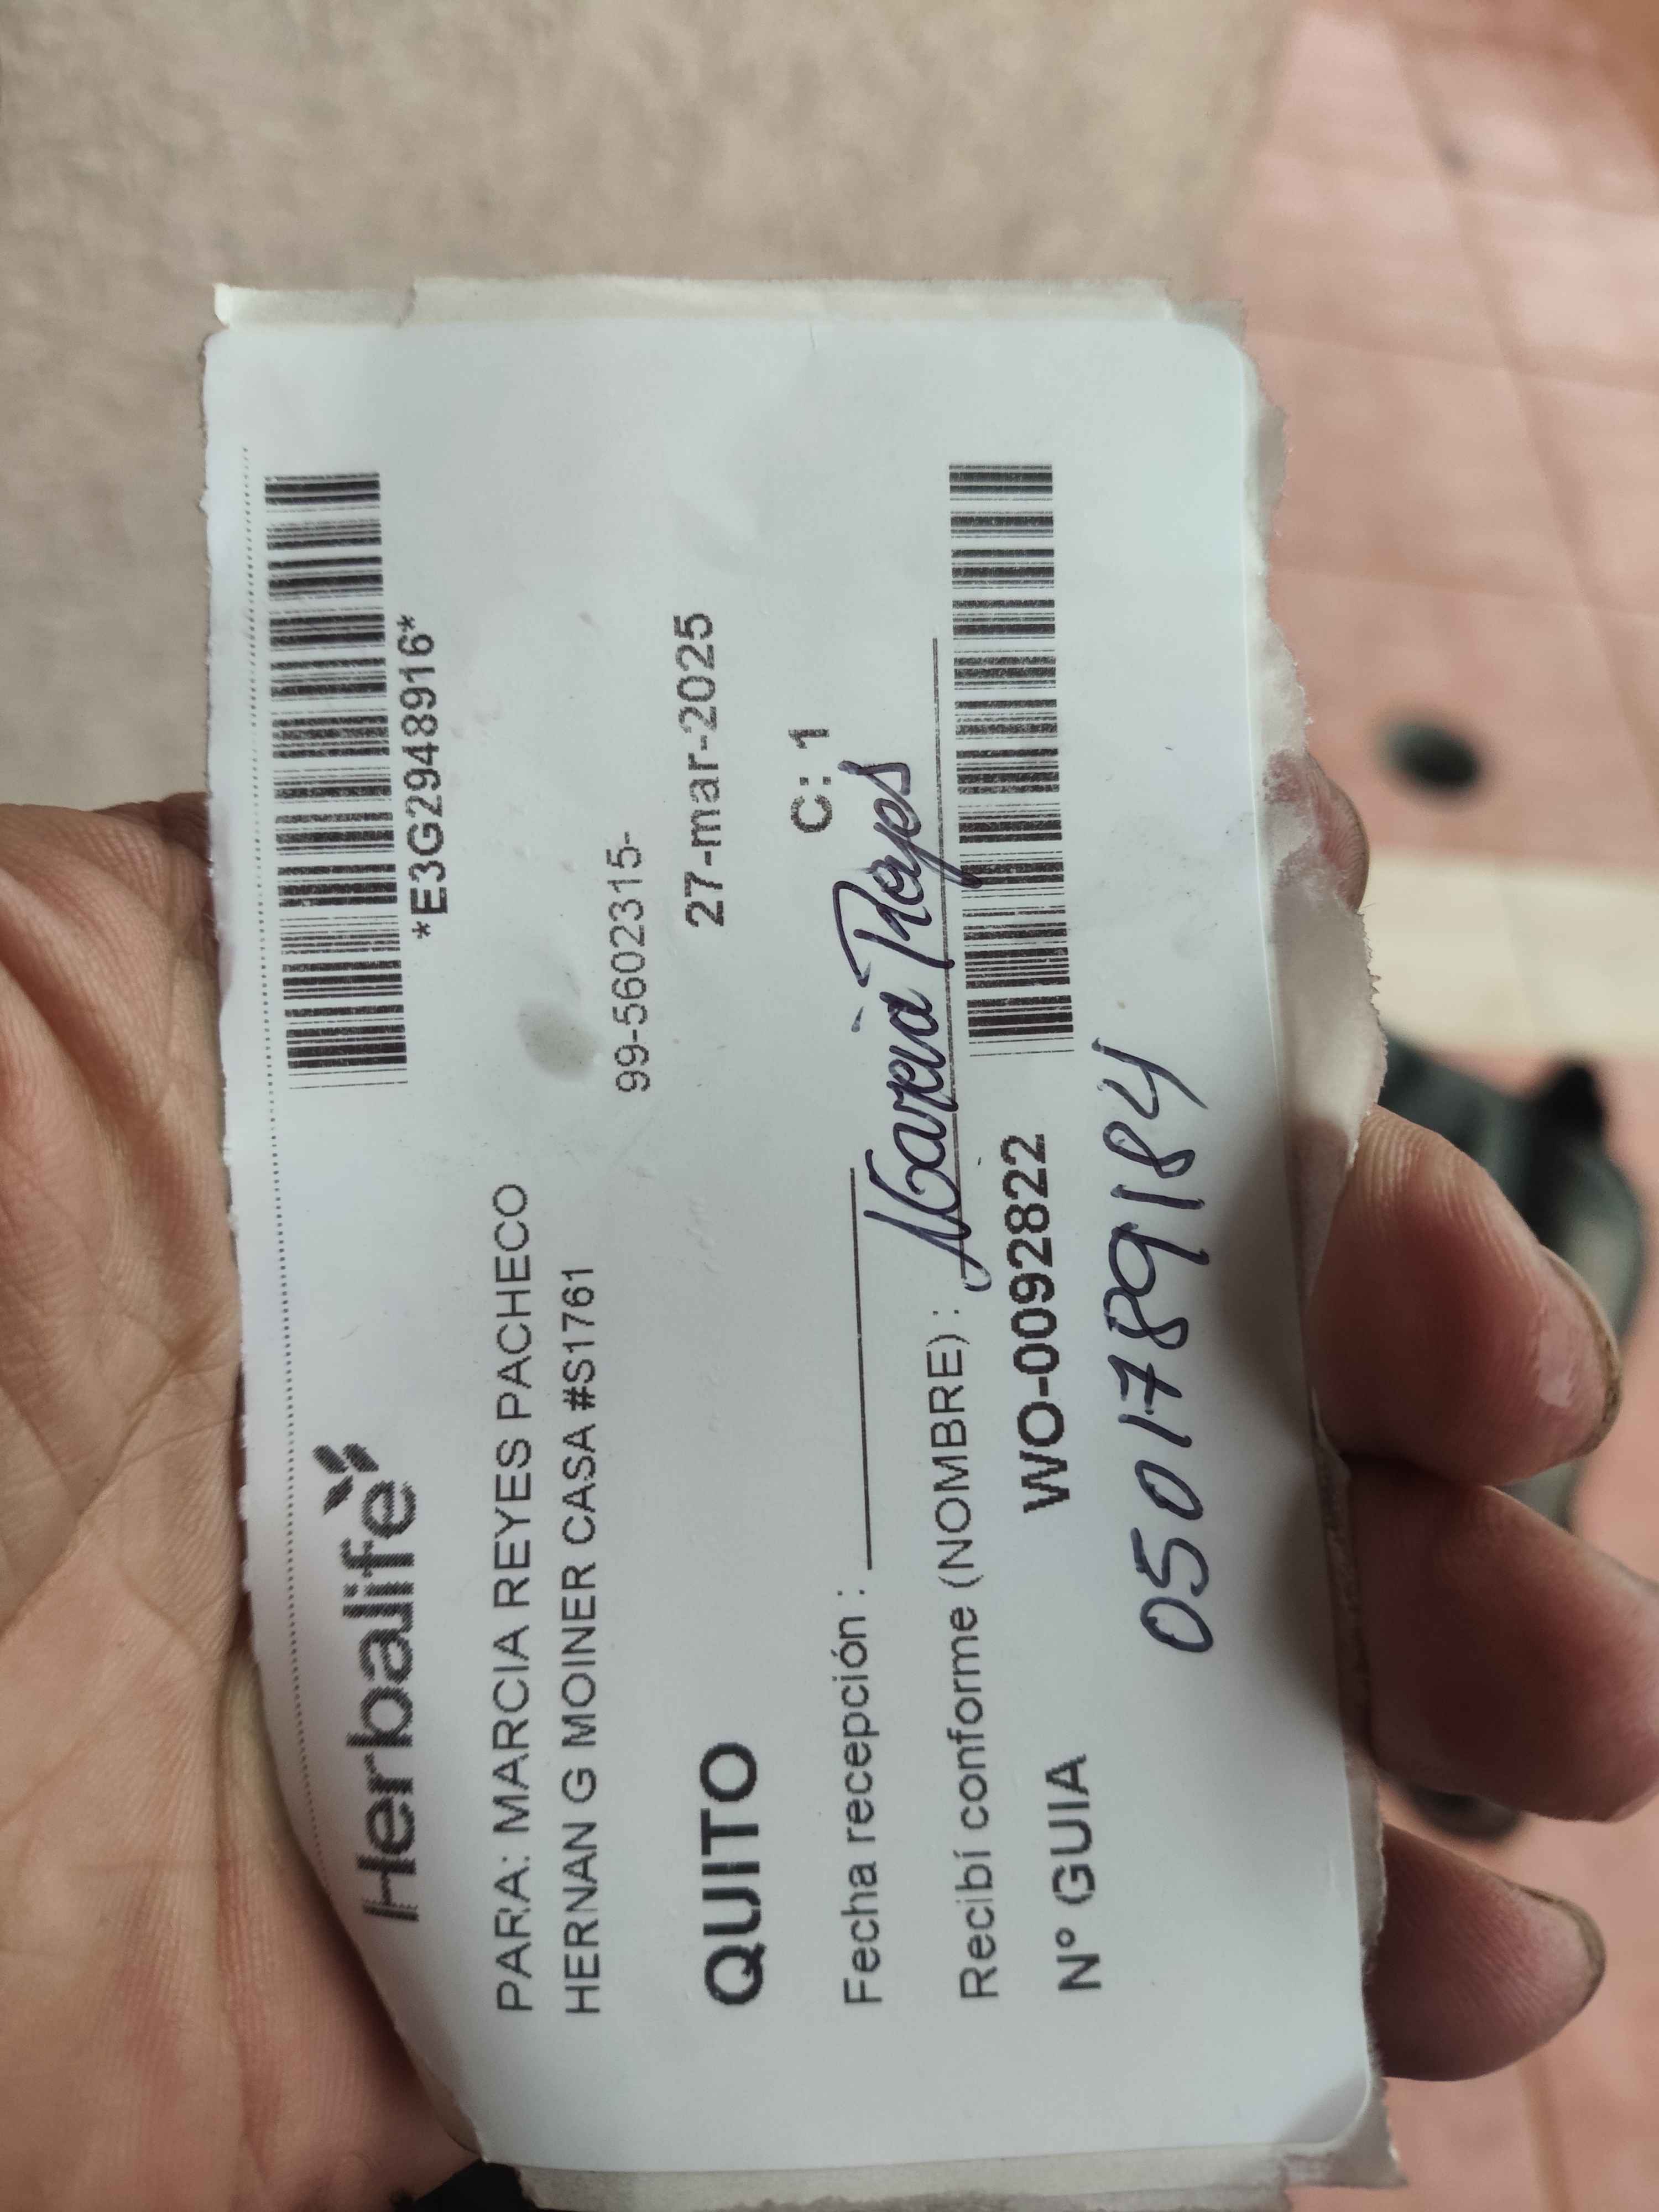 Herbalife
*E3G2948916*
PARA: MARCIA REYES PACHECO
HERNAN G MOINER CASA #S1761
99-5602315-
QUITO 27-mar-2025
C: 1
Fecha recepción :
Recibí conforme (NOMBRE) : Marcia Reyes
Nº GUIA WO-0092822
0501789184